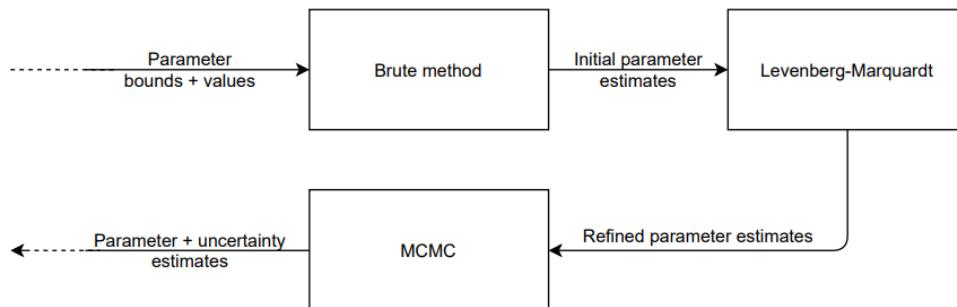 Parameter
bounds + values
Brute method
Initial parameter
estimates
Levenberg-Marquardt
Refined parameter estimates
MCMC
Parameter + uncertainty
estimates